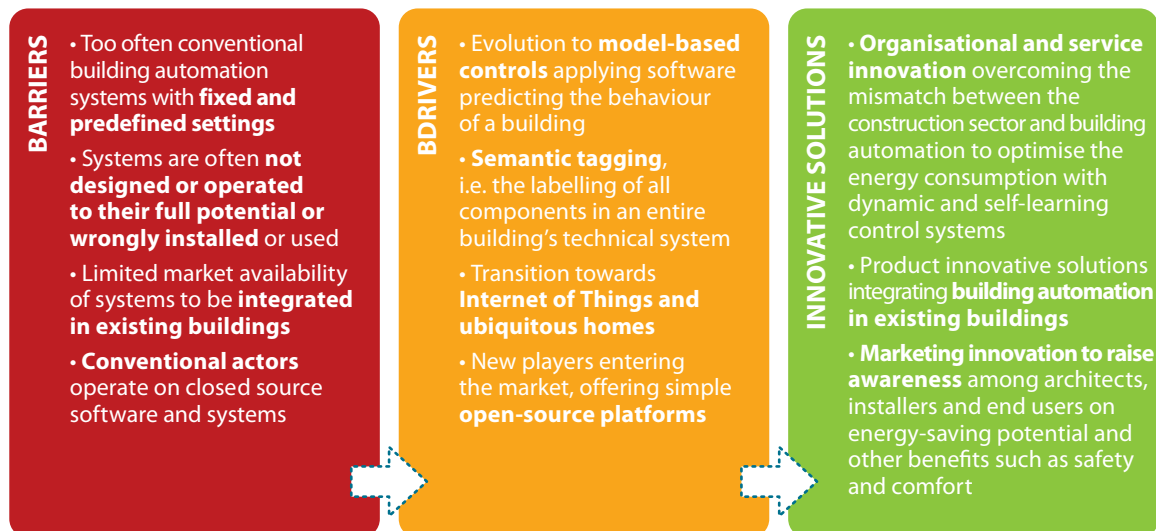 BARRIERS
• Too often conventional
building automation
systems with fixed and
predefined settings
• Systems are often not
designed or operated
to their full potential or
wrongly installed or used
• Limited market availability
of systems to be integrated
in existing buildings
• Conventional actors
operate on closed source
software and systems
BDRIVERS
• Evolution to model-based
controls applying software
predicting the behaviour
of a building
• Semantic tagging,
i.e. the labelling of all
components in an entire
building's technical system
• Transition towards
Internet of Things and
ubiquitous homes
• New players entering
the market, offering simple
open-source platforms
INNOVATIVE SOLUTIONS
• Organisational and service
innovation overcoming the
mismatch between the
construction sector and building
automation to optimise the
energy consumption with
dynamic and self-learning
control systems
• Product innovative solutions
integrating building automation
in existing buildings
• Marketing innovation to raise
awareness among architects,
installers and end users on
energy-saving potential and
other benefits such as safety
and comfort